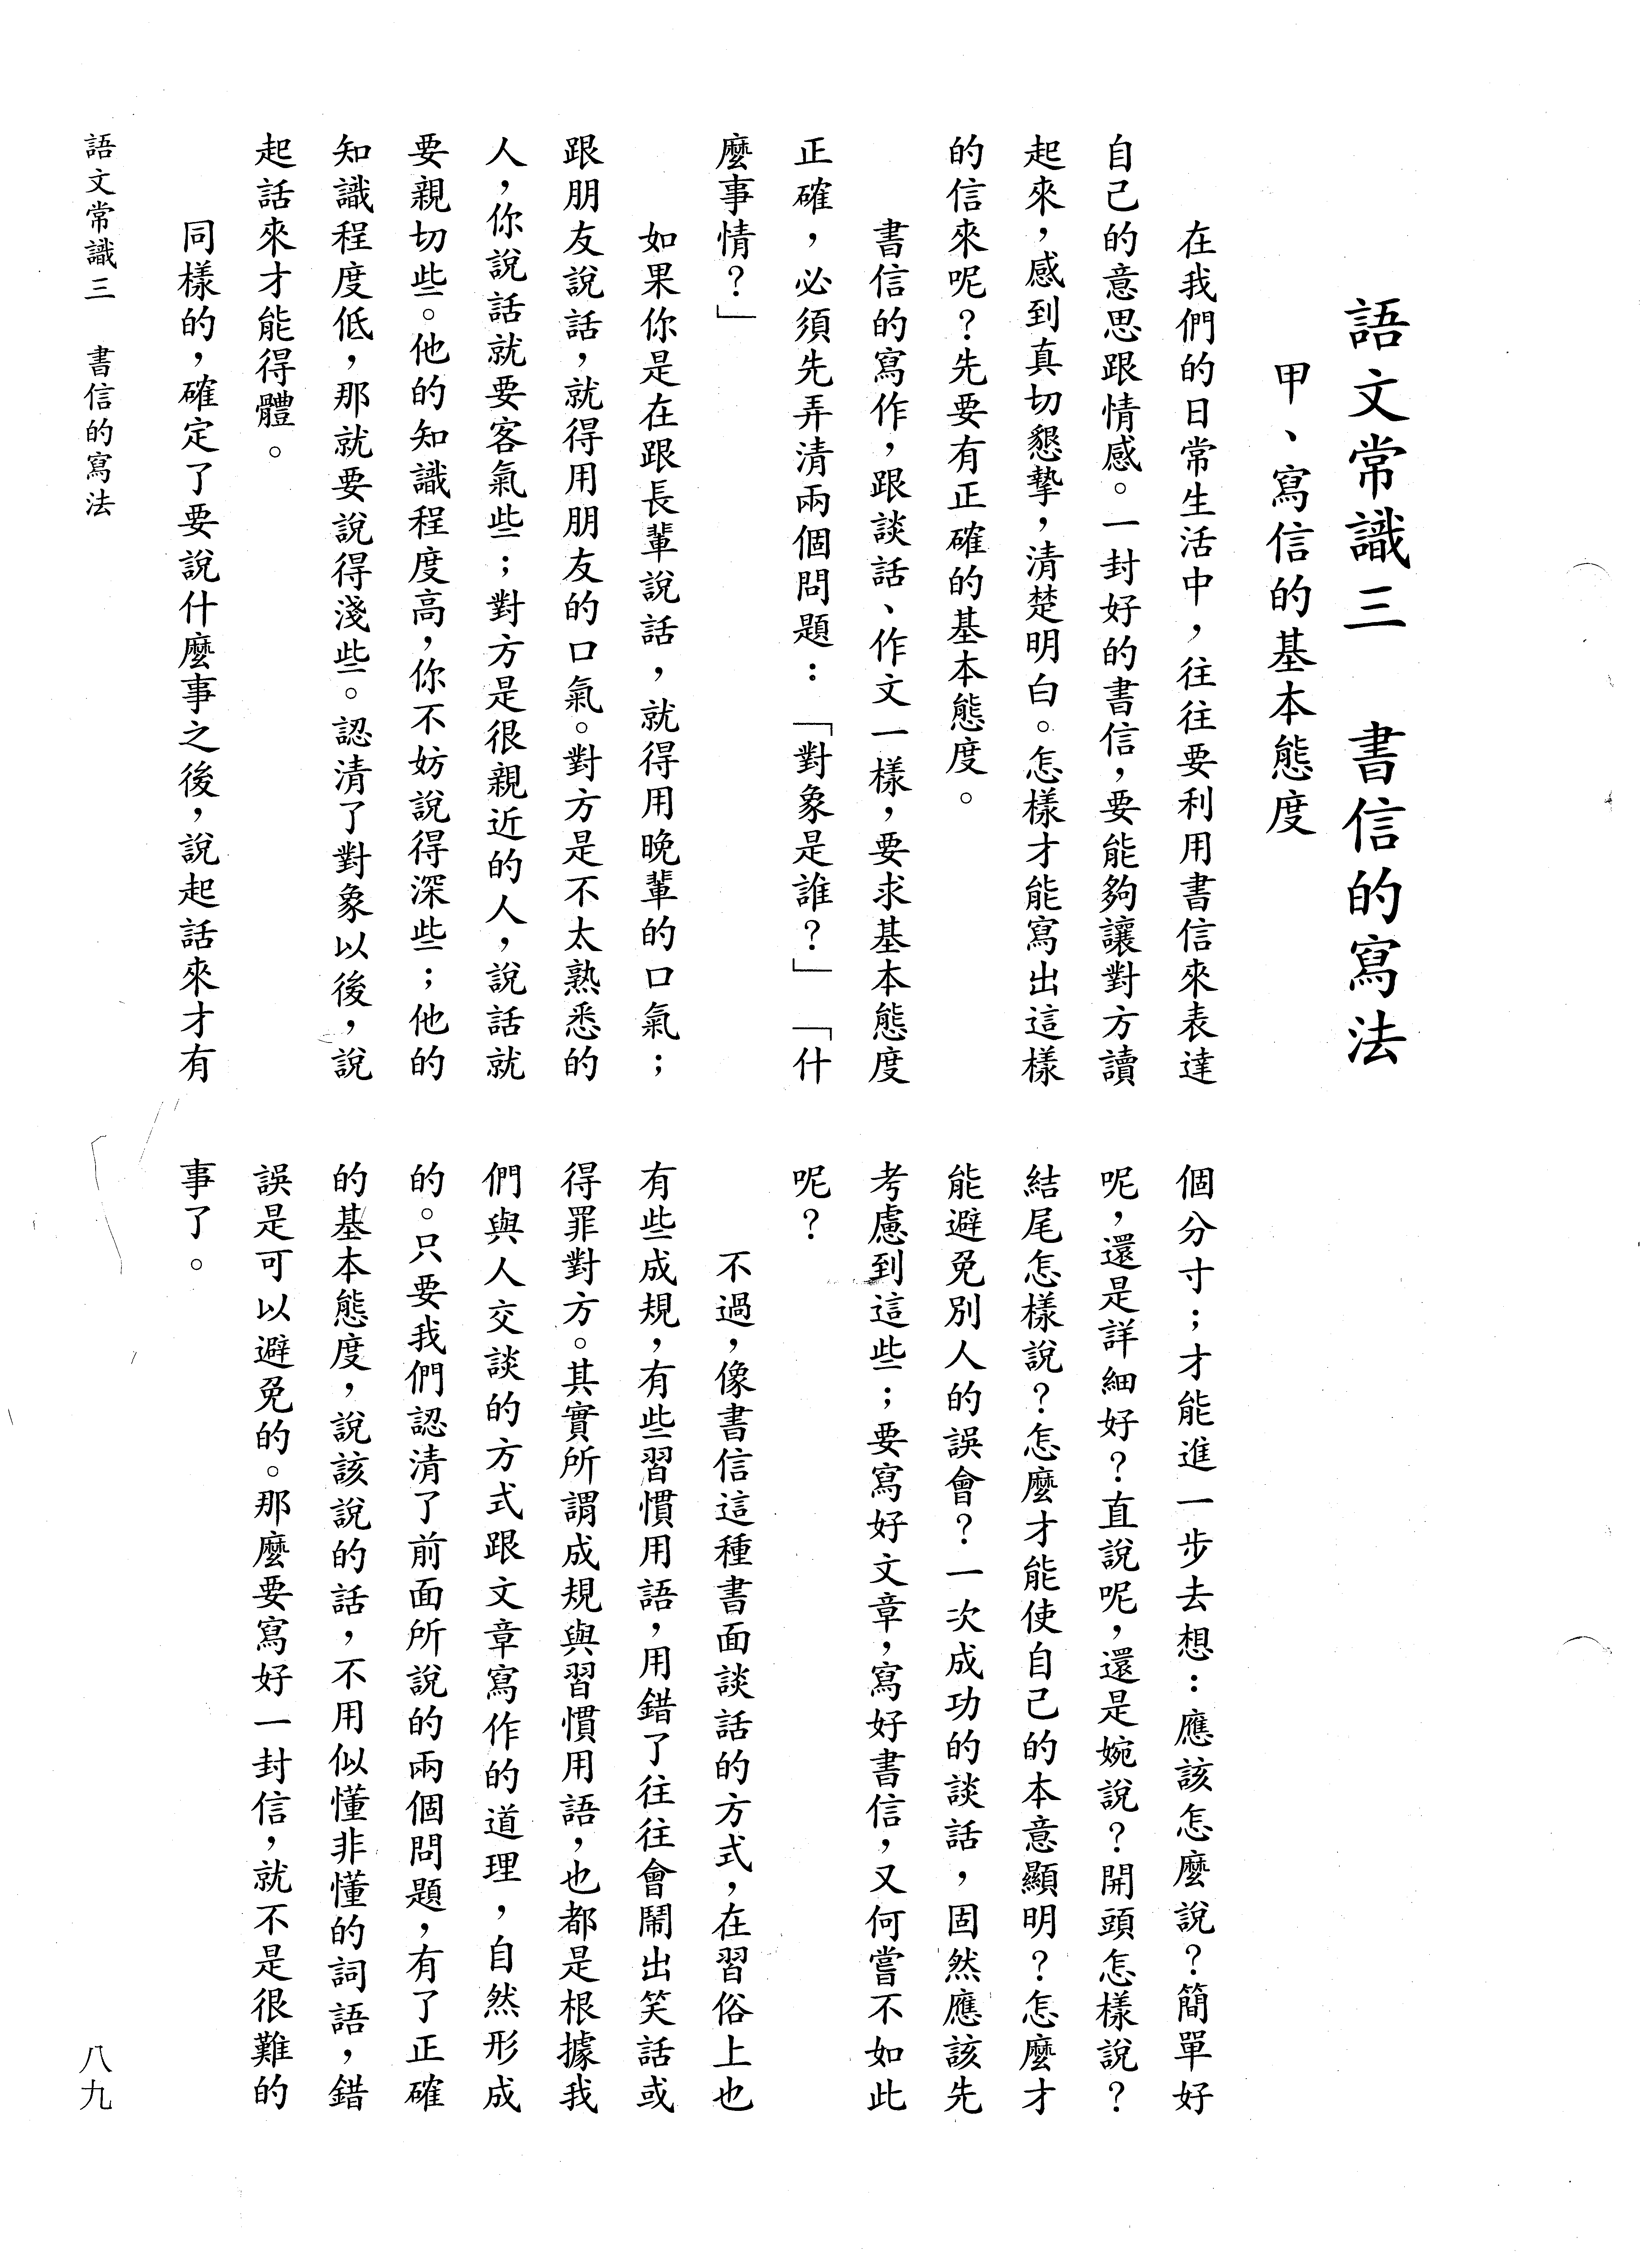 語文常識三　書信的寫法
甲、寫信的基本態度
在我們的日常生活中，往往要利用書信來表達
自己的意思跟情感。一封好的書信，要能夠讓對方讀
起來，感到真切懇摯，清楚明白。怎樣才能寫出這樣
的信來呢？先要有正確的基本態度。
書信的寫作，跟談話、作文一樣，要求基本態度
正確，必須先弄清兩個問題：「對象是誰？」「什
麼事情？」
如果你是在跟長輩說話，就得用晚輩的口氣；
跟朋友說話，就得用朋友的口氣。對方是不太熟悉的
人，你說話就要客氣些；對方是很親近的人，說話就
要親切些。他的知識程度高，你不妨說得深些；他的
知識程度低，那就要說得淺些。認清了對象以後，說
起話來才能得體。
同樣的，確定了要說什麼事之後，說起話來才有
個分寸；才能進一步去想：應該怎麼說？簡單好
呢，還是詳細好？直說呢，還是婉說？開頭怎樣說？
結尾怎樣說？怎麼才能使自己的本意顯明？怎麼才
能避免別人的誤會？一次成功的談話，固然應該先
考慮到這些；要寫好文章，寫好書信，又何嘗不如此
呢？
不過，像書信這種書面談話的方式，在習俗上也
有些成規，有些習慣用語，用錯了往往會鬧出笑話或
得罪對方。其實所謂成規與習慣用語，也都是根據我
們與人交談的方式跟文章寫作的道理，自然形成
的。只要我們認清了前面所說的兩個問題，有了正確
的基本態度，說該說的話，不用似懂非懂的詞語，錯
誤是可以避免的。那麼要寫好一封信，就不是很難的
事了。
語文常識三　書信的寫法
八九